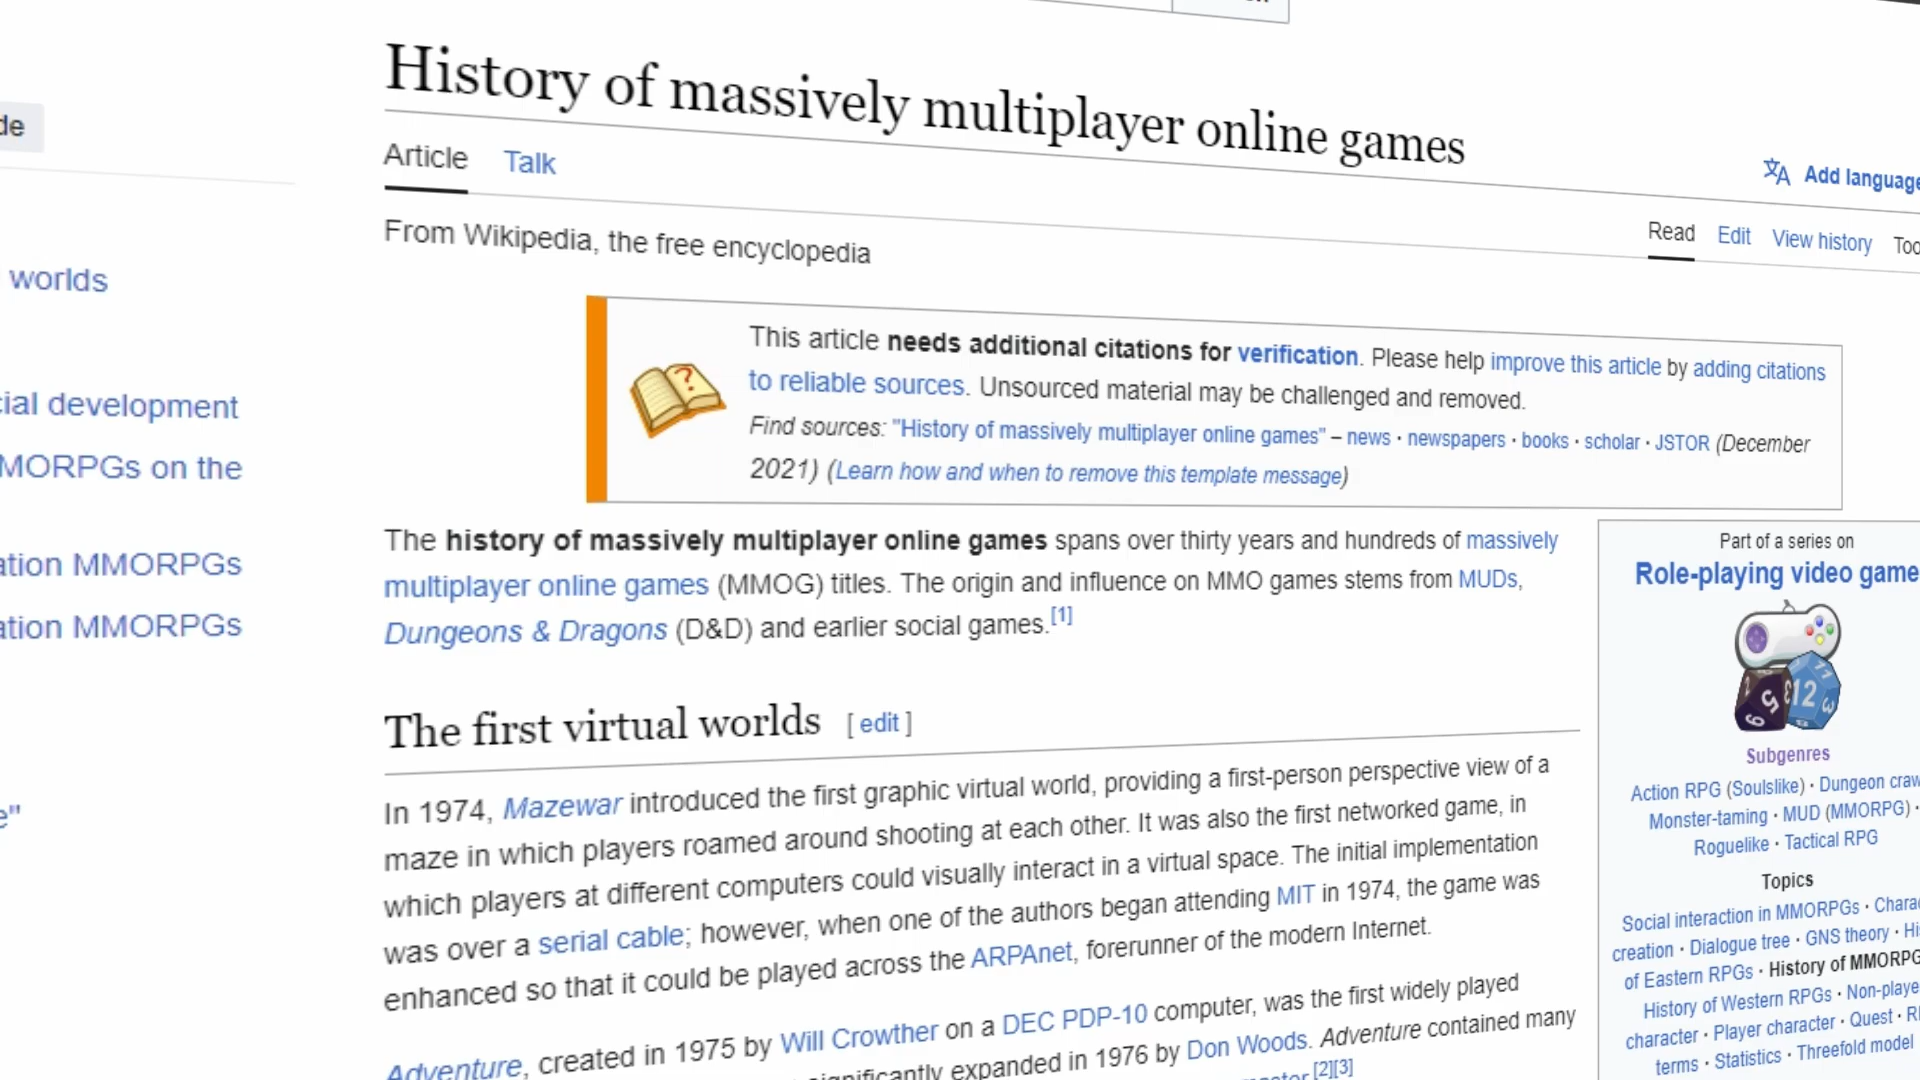 History of massively multiplayer online games
Article Talk
Read Edit View history
From Wikipedia, the free encyclopedia
This article needs additional citations for verification. Please help improve this article by adding citations
to reliable sources. Unsourced material may be challenged and removed.
Find sources: "History of massively multiplayer online games" – news · newspapers · books · scholar · JSTOR (December
2021) (Learn how and when to remove this template message)
The history of massively multiplayer online games spans over thirty years and hundreds of massively
multiplayer online games (MMOG) titles. The origin and influence on MMO games stems from MUDs,
Dungeons & Dragons (D&D) and earlier social games.[1]
The first virtual worlds [ edit ]
In 1974, Mazewar introduced the first graphic virtual world, providing a first-person perspective view of a
maze in which players roamed around shooting at each other. It was also the first networked game, in
which players at different computers could visually interact in a virtual space. The initial implementation
was over a serial cable; however, when one of the authors began attending MIT in 1974, the game was
enhanced so that it could be played across the ARPAnet, forerunner of the modern Internet.
Adventure, created in 1975 by Will Crowther on a DEC PDP-10 computer, was the first widely played
significantly expanded in 1976 by Don Woods. Adventure contained many
[2][3]
worlds
development
on the
MMORPGs
MMORPGs
Add
Part of a series on
Role-playing video game
5 6 12 3
Subgenres
Action RPG (Soulslike) · Dungeon
Monster-taming · MUD (MMORPG) ·
Roguelike · Tactical RPG
Topics
Social interaction in MMORPGs ·
creation · Dialogue tree · GNS theory ·
of Eastern RPGs · History of
History of Western RPGs ·
character · Player character · Quest ·
terms · Statistics · Threefold model